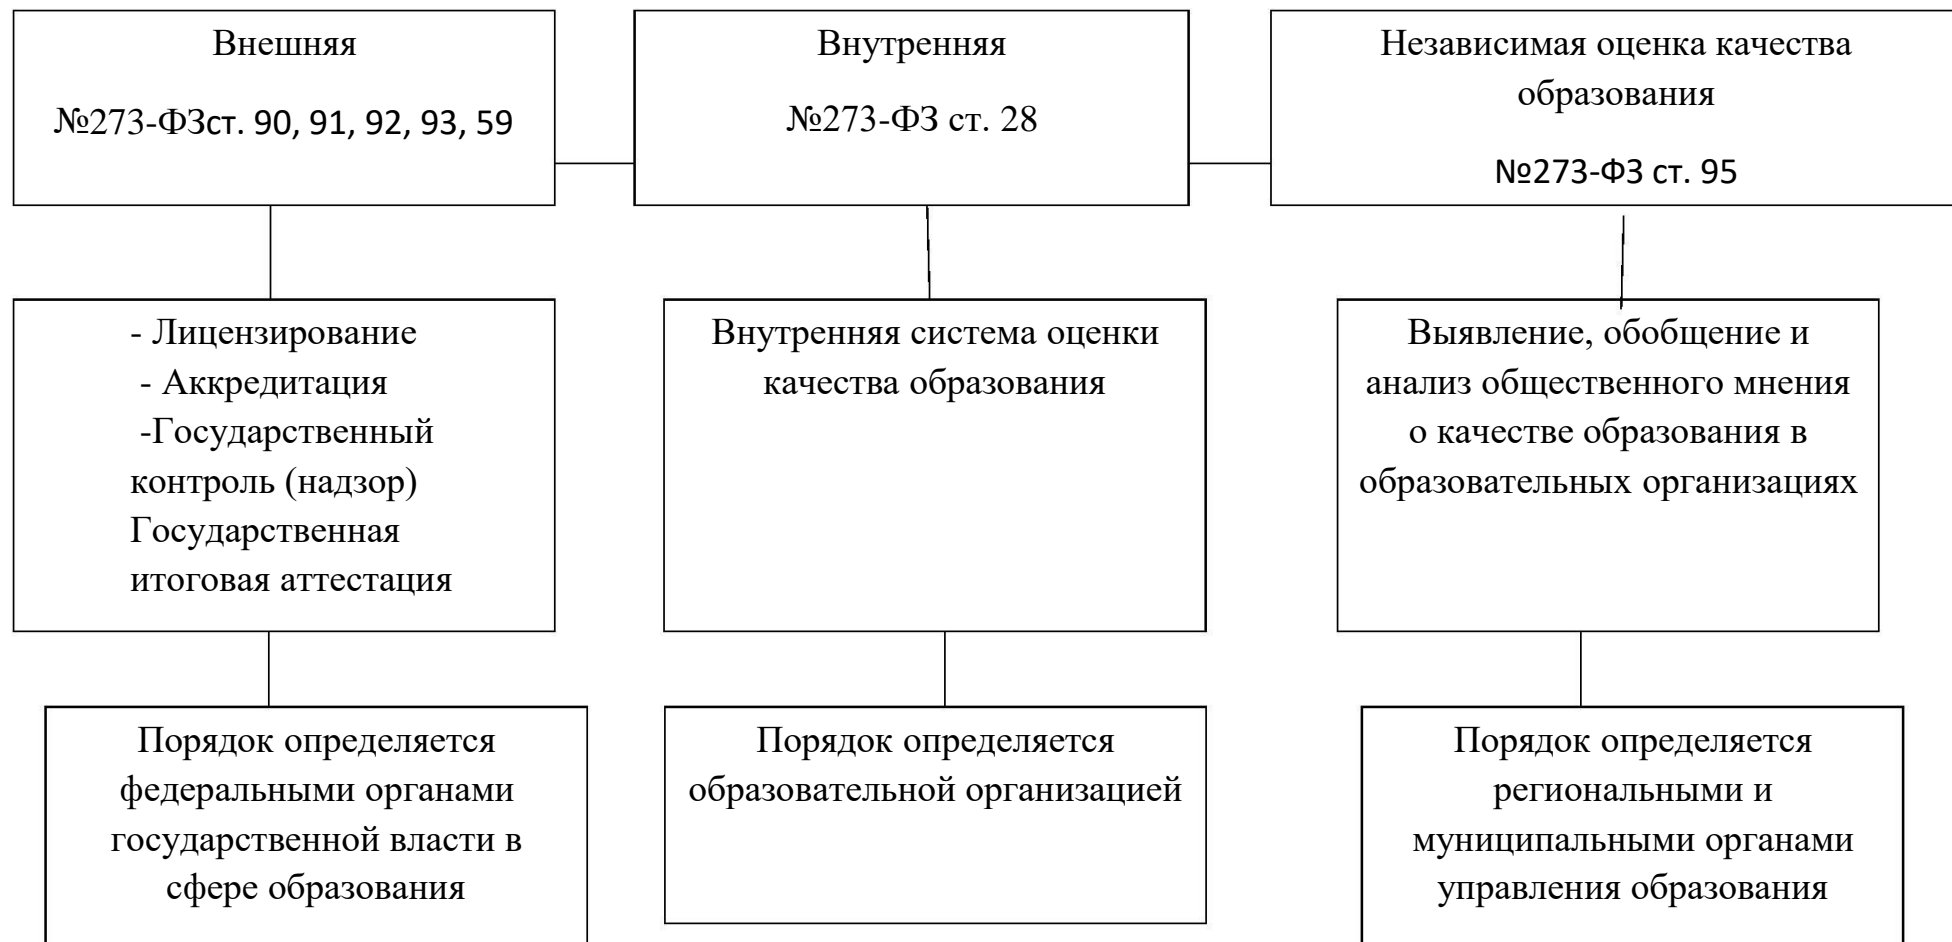 Внешняя
№273-ФЗст. 90, 91, 92, 93, 59
Внутренняя
№273-ФЗ ст. 28
Независимая оценка качества
образования
№273-ФЗ ст. 95
- Лицензирование
- Аккредитация
-Государственный
контроль (надзор)
Государственная
итоговая аттестация
Внутренняя система оценки
качества образования
Выявление, обобщение и
анализ общественного мнения
о качестве образования в
образовательных организациях
Порядок определяется
федеральными органами
государственной власти в
сфере образования
Порядок определяется
образовательной организацией
Порядок определяется
региональными и
муниципальными органами
управления образования